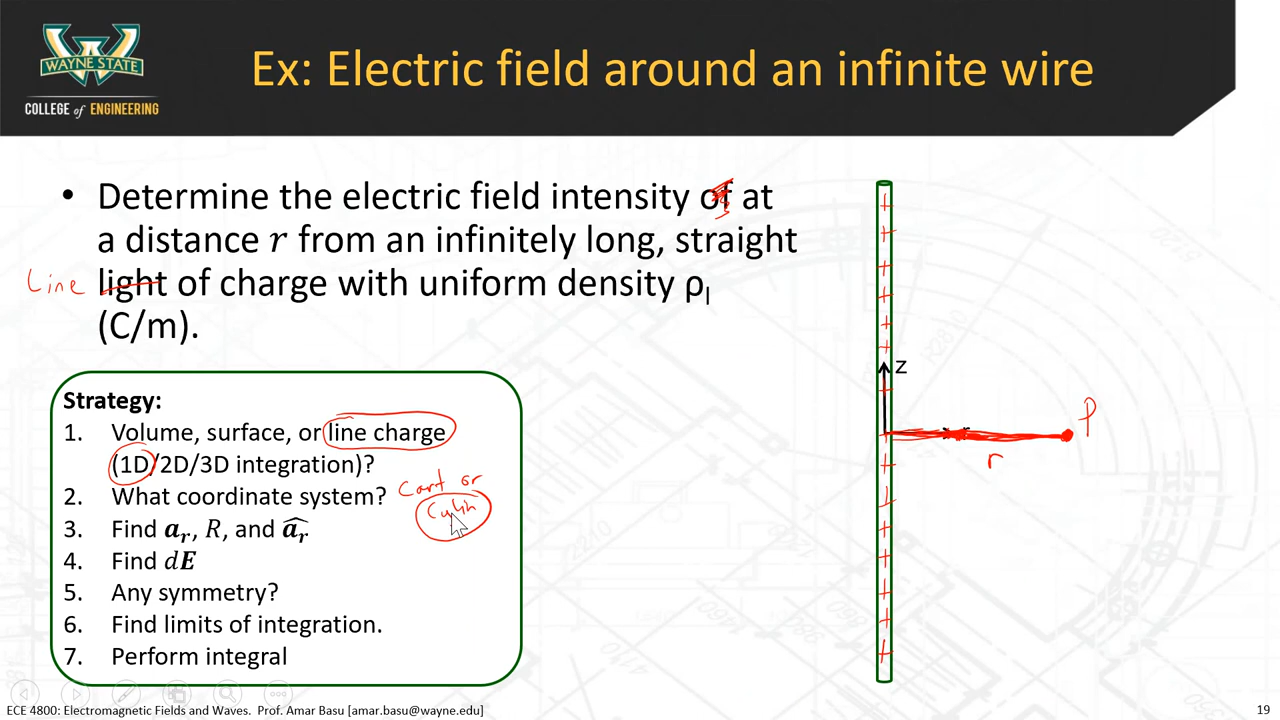 WAYNE STATE
COLLEGE of ENGINEERING
Ex: Electric field around an infinite wire
• Determine the electric field intensity of at
a distance r from an infinitely long, straight
Line light of charge with uniform density ρl
(C/m).
Strategy:
1. Volume, surface, or line charge
(1D/2D/3D integration)?
2. What coordinate system? Cart or
Cylin
3. Find ar, R, and âr.
4. Find dE
5. Any symmetry?
6. Find limits of integration.
7. Perform integral
z
P
r
ECE 4800: Electromagnetic Fields and Waves. Prof. Amar Basu [amar.basu@wayne.edu]
19